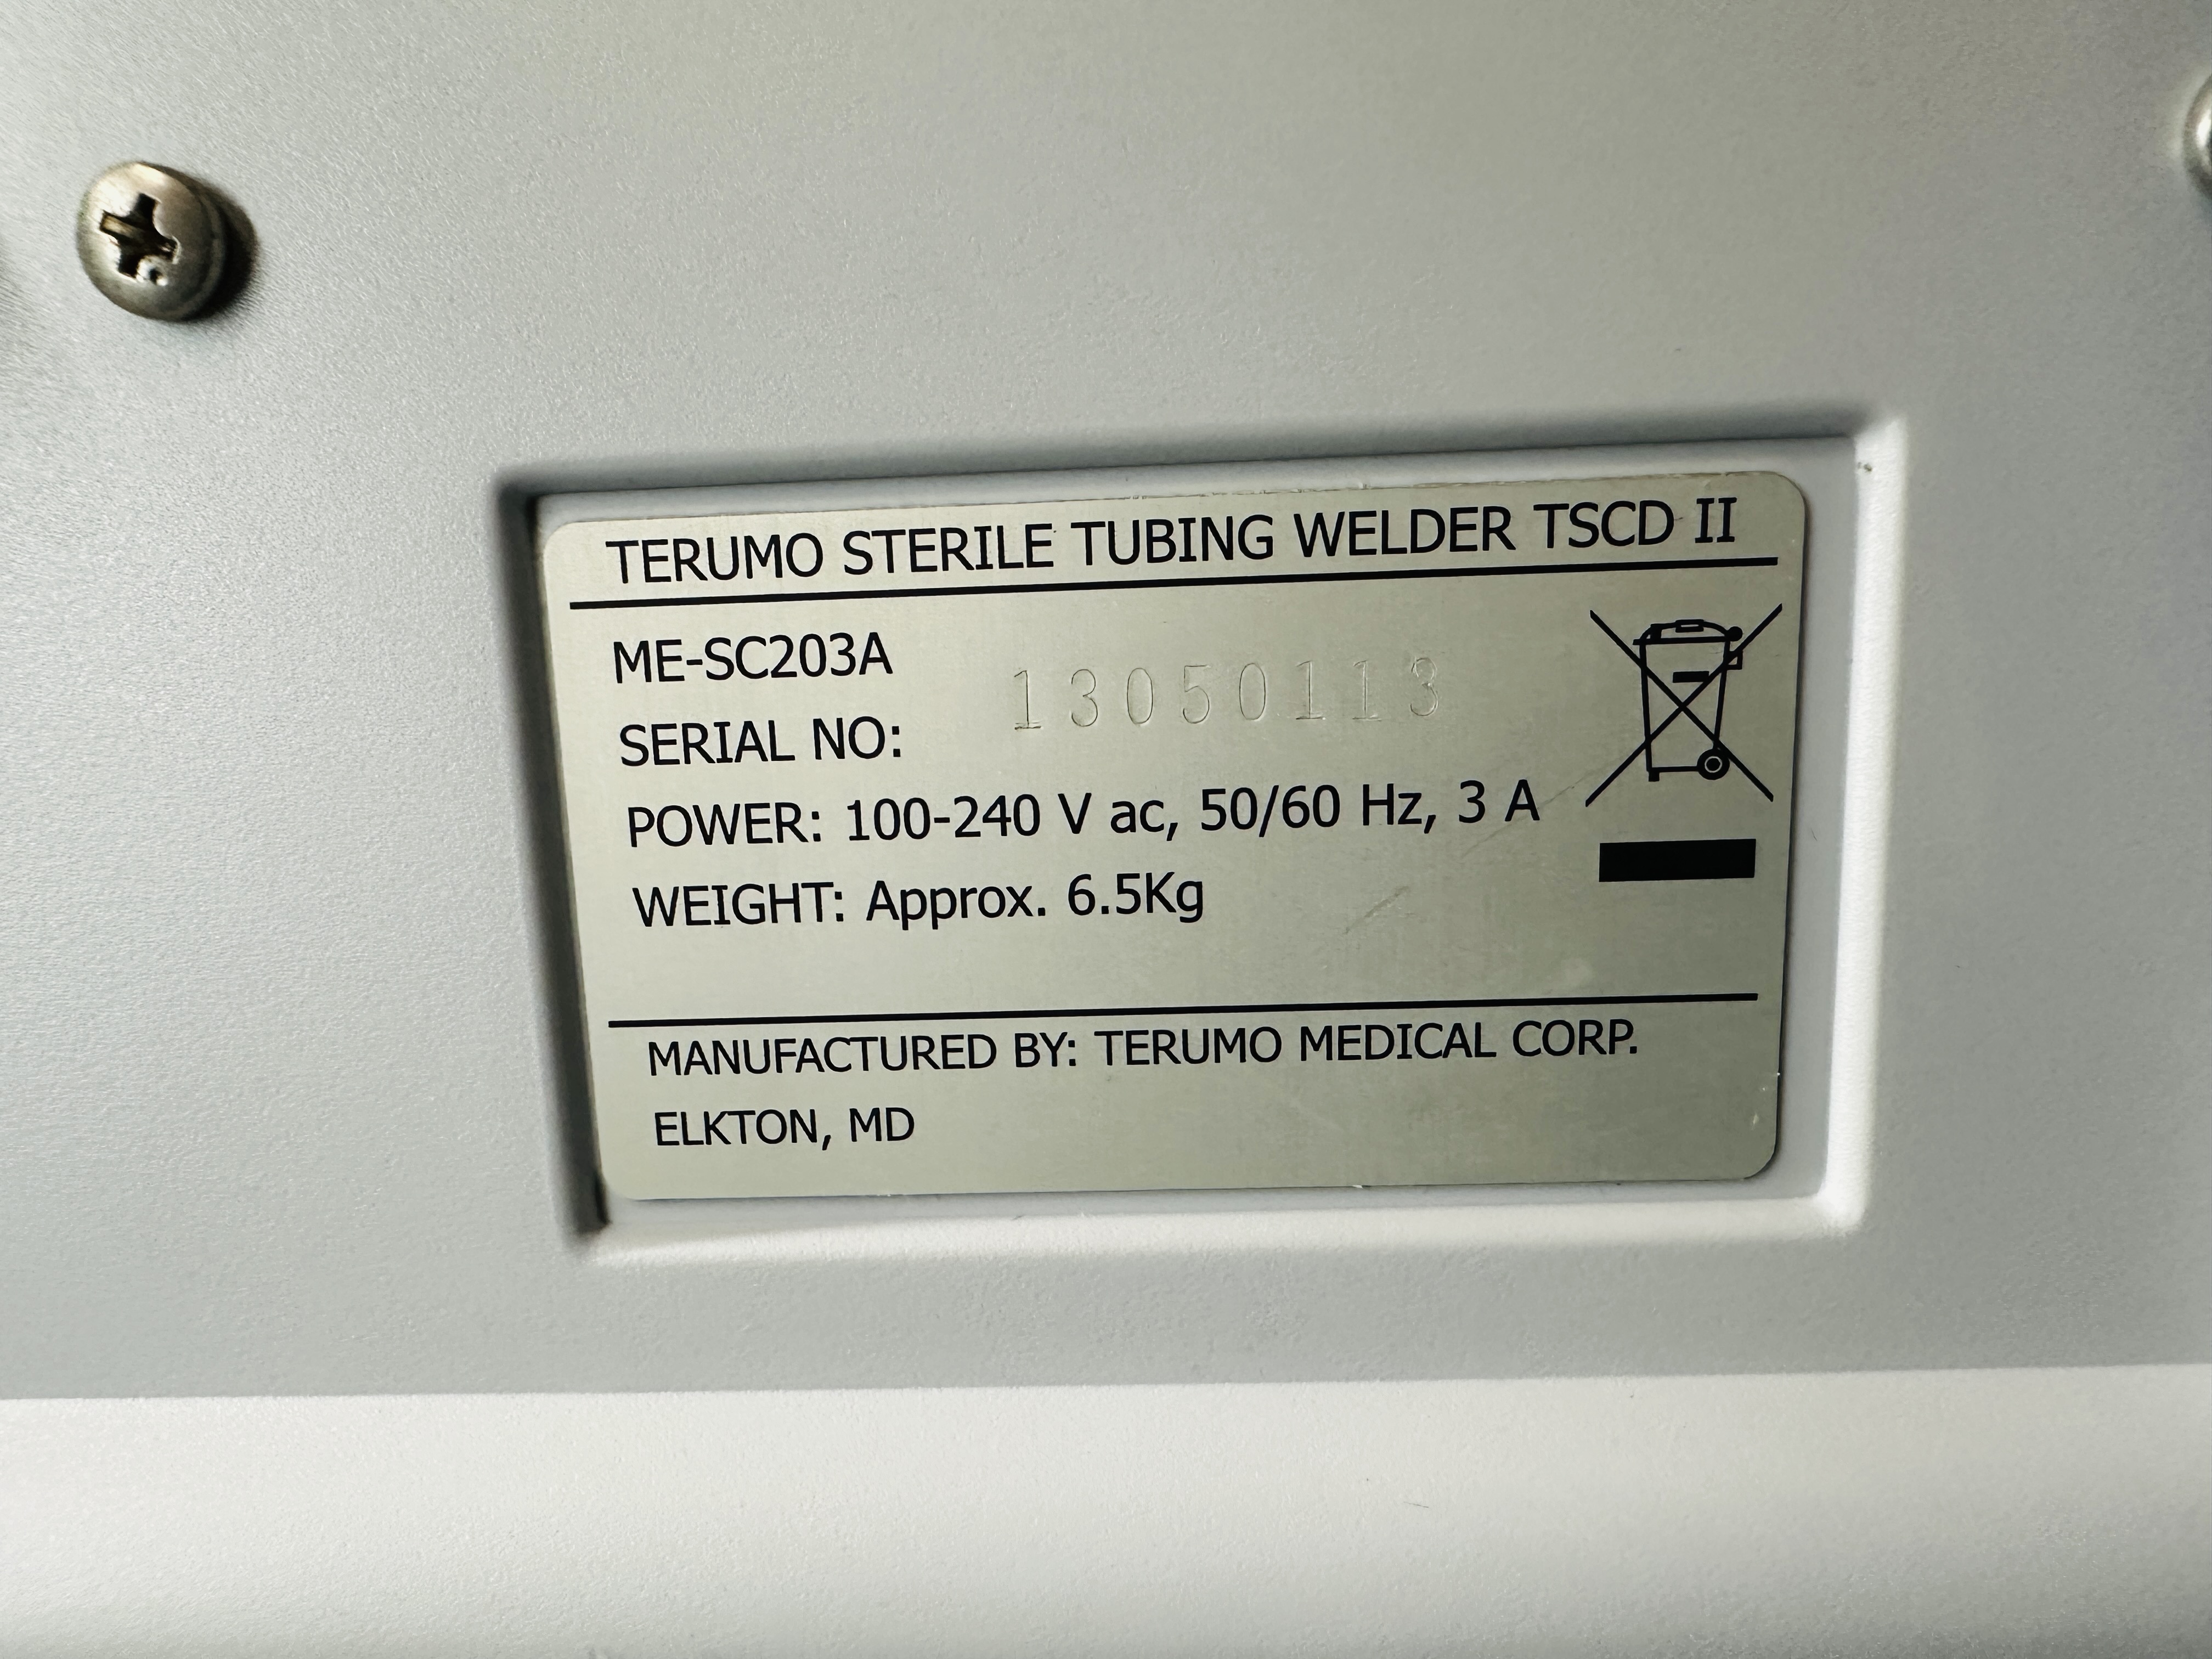 TERUMO STERILE TUBING WELDER TSCD II
ME-SC203A
SERIAL NO: 13050113
POWER: 100-240 V ac, 50/60 Hz, 3 A
WEIGHT: Approx. 6.5Kg
MANUFACTURED BY: TERUMO MEDICAL CORP.
ELKTON, MD